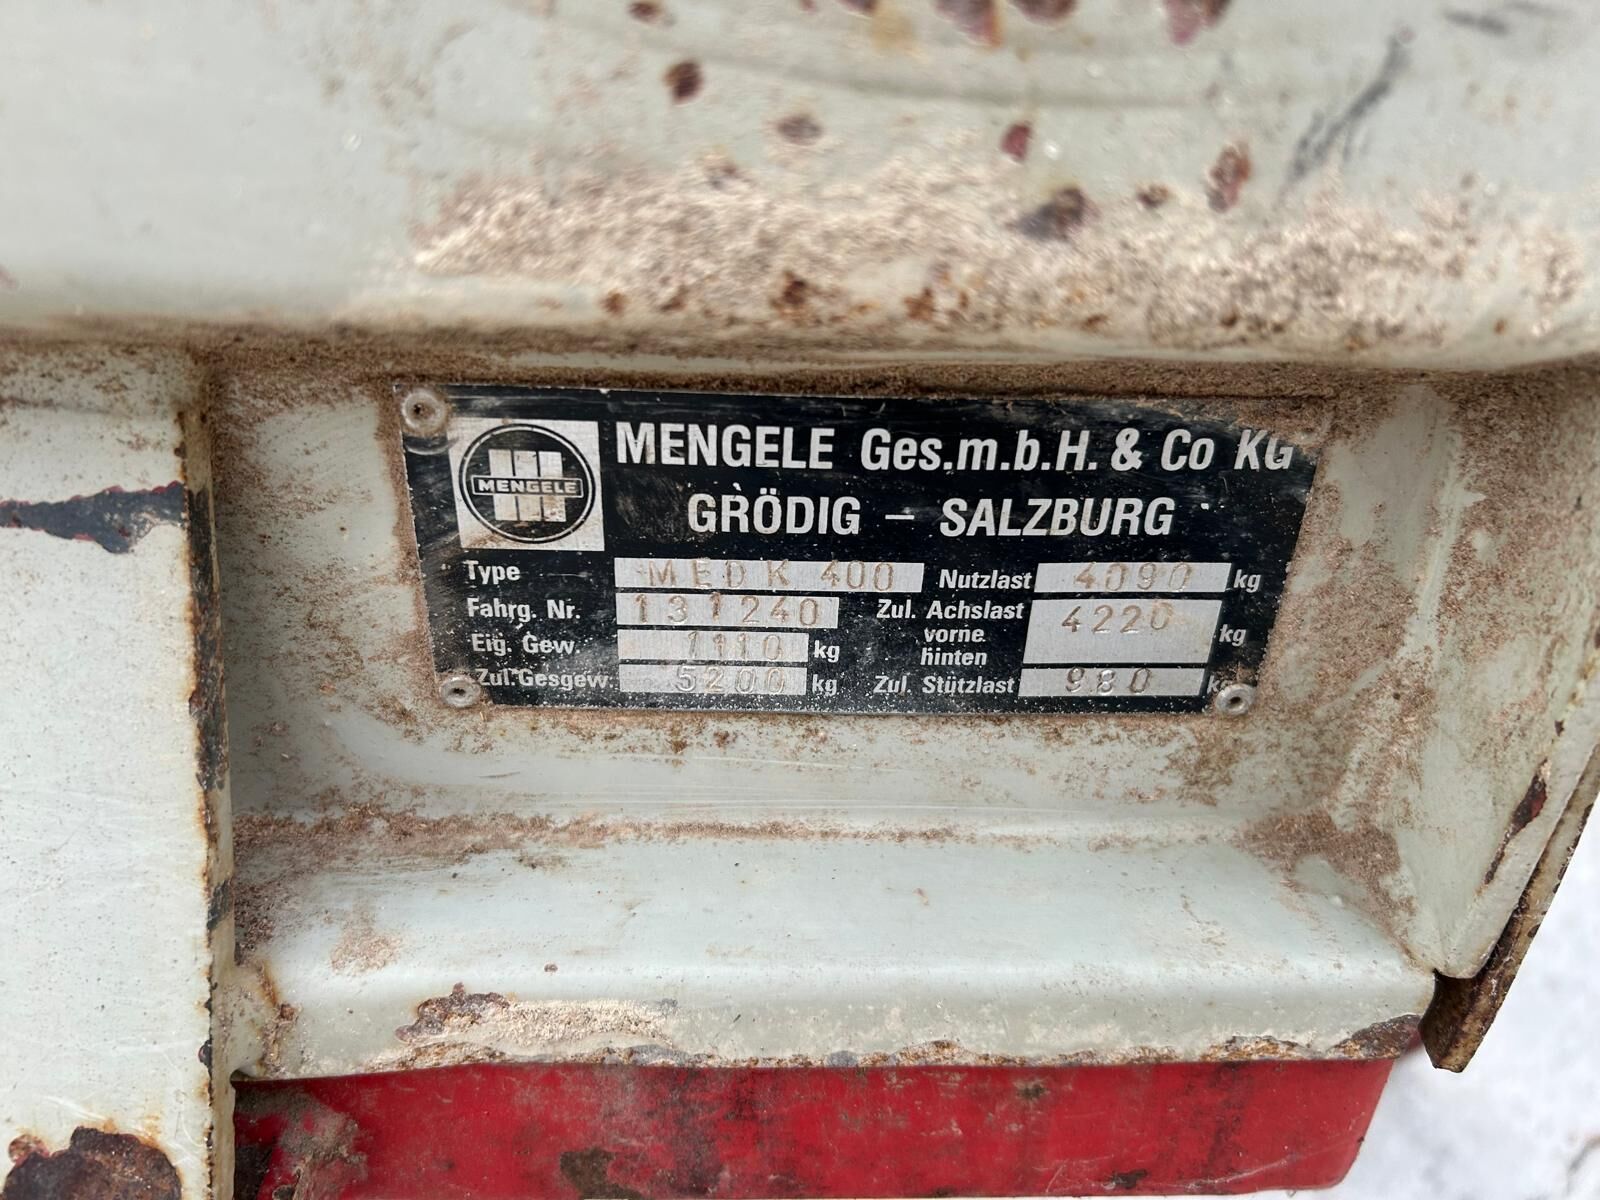 MENGELE
MENGELE Ges.m.b.H. & Co KG
GRÖDIG – SALZBURG
Type MEDK 400 Nutzlast 4090 kg
Fahrg. Nr. 131240 Zul. Achslast
vorne 4220 kg
Eig. Gew. 1110 kg hinten
Zul. Gesgew. 5200 kg Zul. Stützlast 980 kg